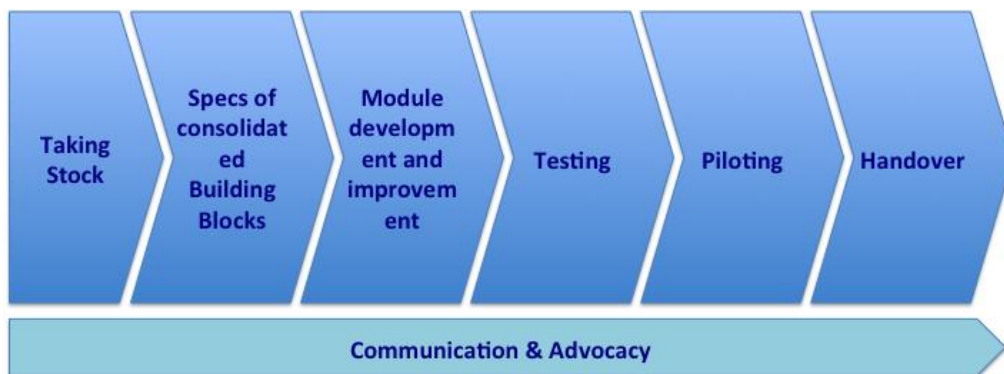 Taking
Stock
Specs of
consolidat
ed
Building
Blocks
Module
developm
ent and
improvem
ent
Testing
Piloting
Handover
Communication & Advocacy